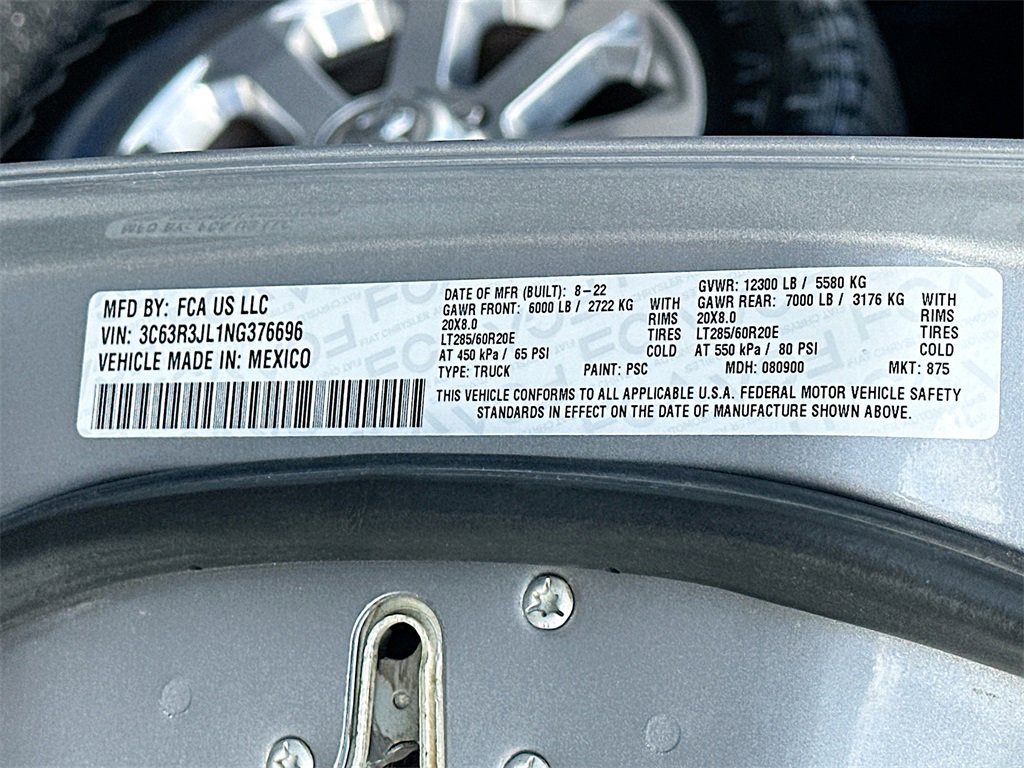 MFD BY: FCA US LLC
VIN: 3C63R3JL1NG376696
VEHICLE MADE IN: MEXICO
DATE OF MFR (BUILT): 8-22
GAWR FRONT: 6000 LB / 2722 KG WITH
20X8.0 RIMS
LT285/60R20E TIRES
AT 450 kPa / 65 PSI COLD
GVWR: 12300 LB / 5580 KG
GAWR REAR: 7000 LB / 3176 KG WITH
20X8.0 RIMS
LT285/60R20E TIRES
AT 550 kPa / 80 PSI COLD
TYPE: TRUCK PAINT: PSC MDH: 080900 MKT: 875
THIS VEHICLE CONFORMS TO ALL APPLICABLE U.S.A. FEDERAL MOTOR VEHICLE SAFETY
STANDARDS IN EFFECT ON THE DATE OF MANUFACTURE SHOWN ABOVE.